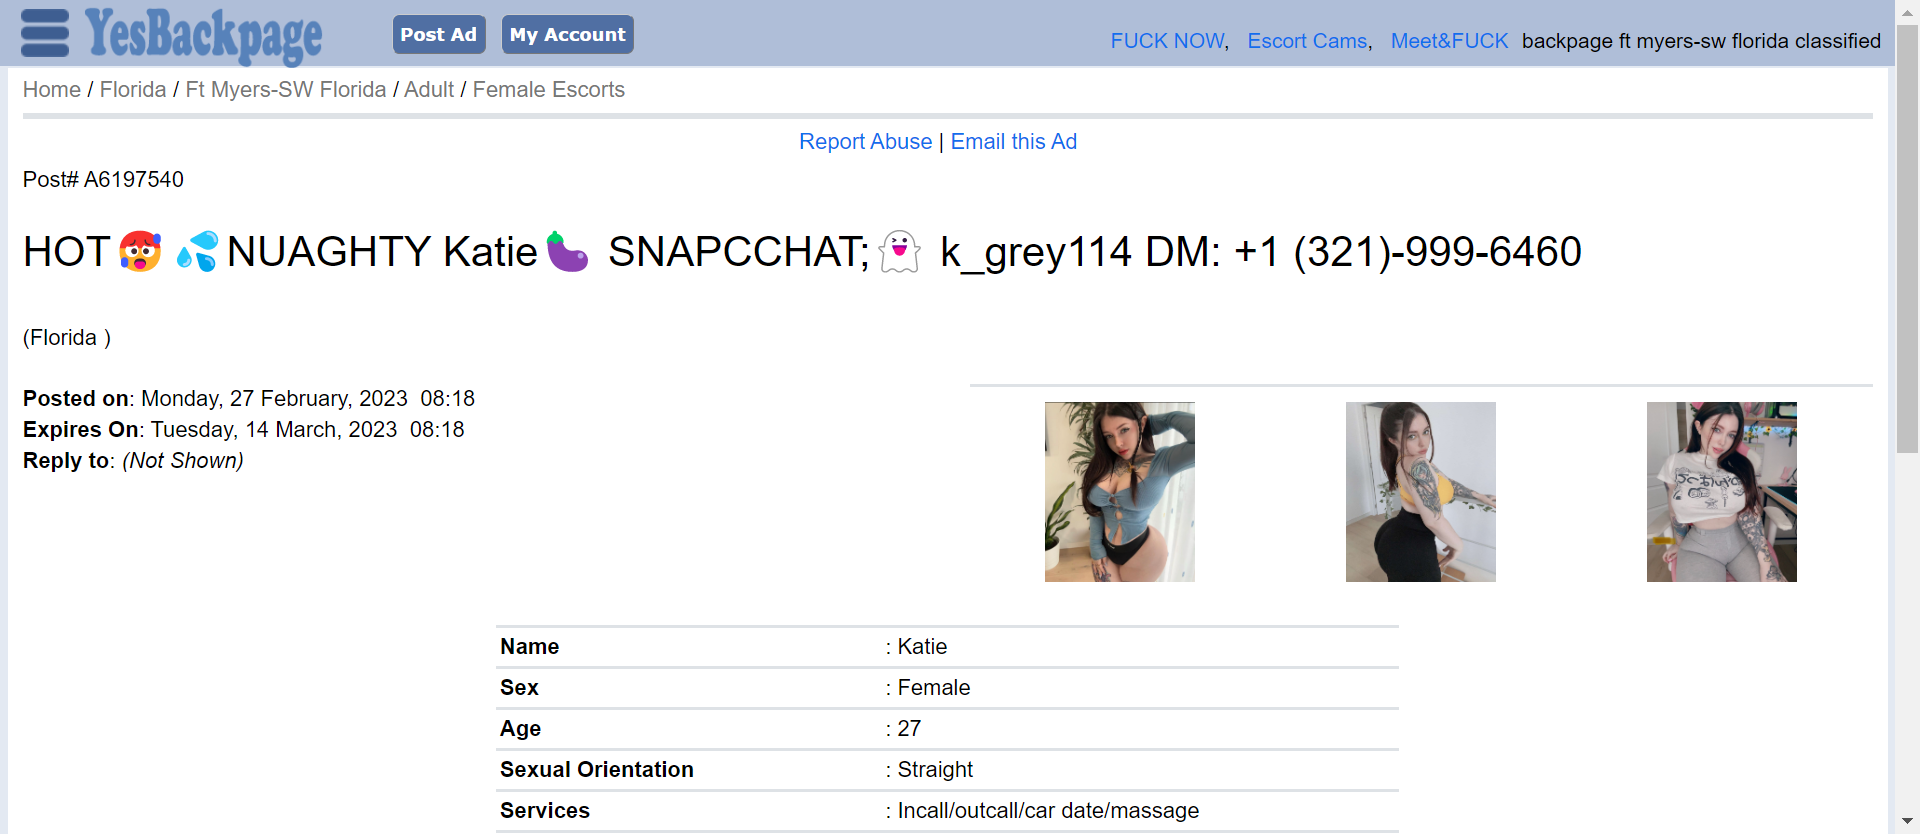 YesBackpage
Post Ad
My Account
FUCK NOW, Escort Cams, Meet&FUCK backpage ft myers-sw florida classified
Home / Florida / Ft Myers-SW Florida / Adult / Female Escorts
Report Abuse | Email this Ad
Post# A6197540
HOT🥵💦NUAGHTY Katie🍆 SNAPCCHAT;👻 k_grey114 DM: +1 (321)-999-6460
(Florida )
Posted on: Monday, 27 February, 2023 08:18
Expires On: Tuesday, 14 March, 2023 08:18
Reply to: (Not Shown)
Name : Katie
Sex : Female
Age : 27
Sexual Orientation : Straight
Services : Incall/outcall/car date/massage